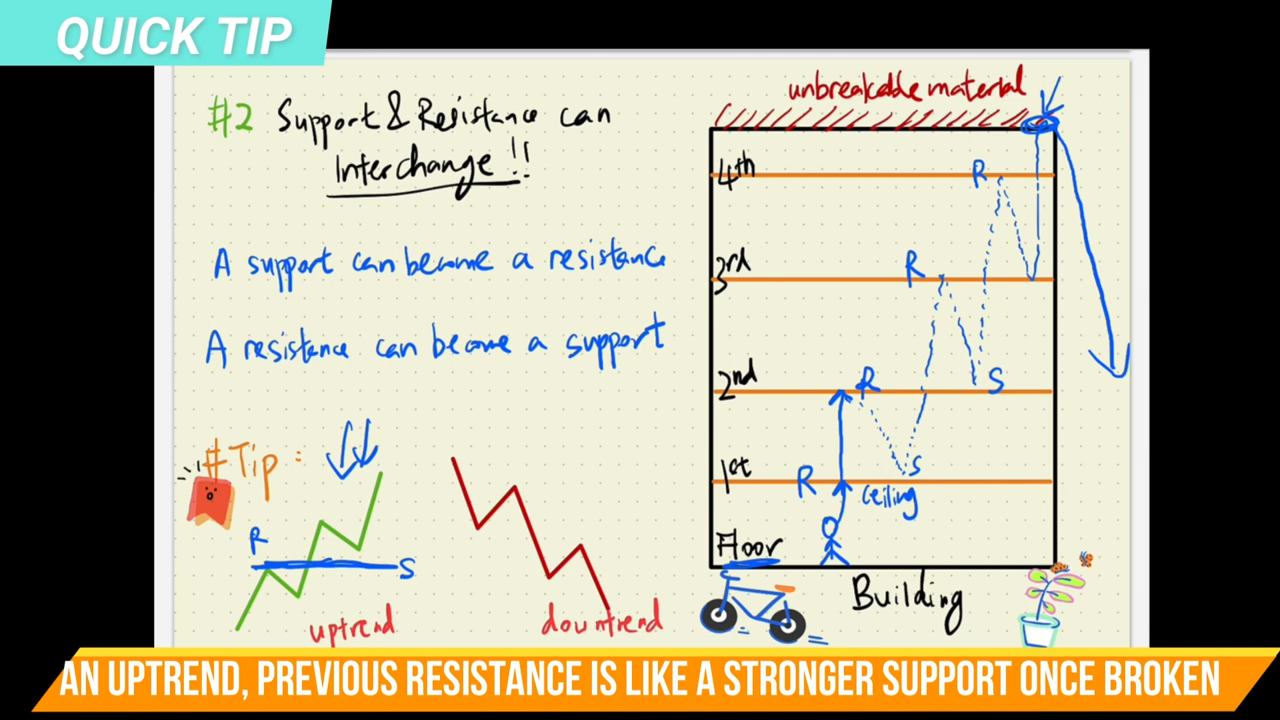 QUICK TIP
#2 Support & Resistance can
Interchange!!
A support can become a resistance
A resistance can become a support
#Tip:
R
S
uptrend
downtrend
unbreakable material
4th
R
3rd
R
2nd
R
S
1st
R
S
ceiling
Floor
Building
AN UPTREND, PREVIOUS RESISTANCE IS LIKE A STRONGER SUPPORT ONCE BROKEN